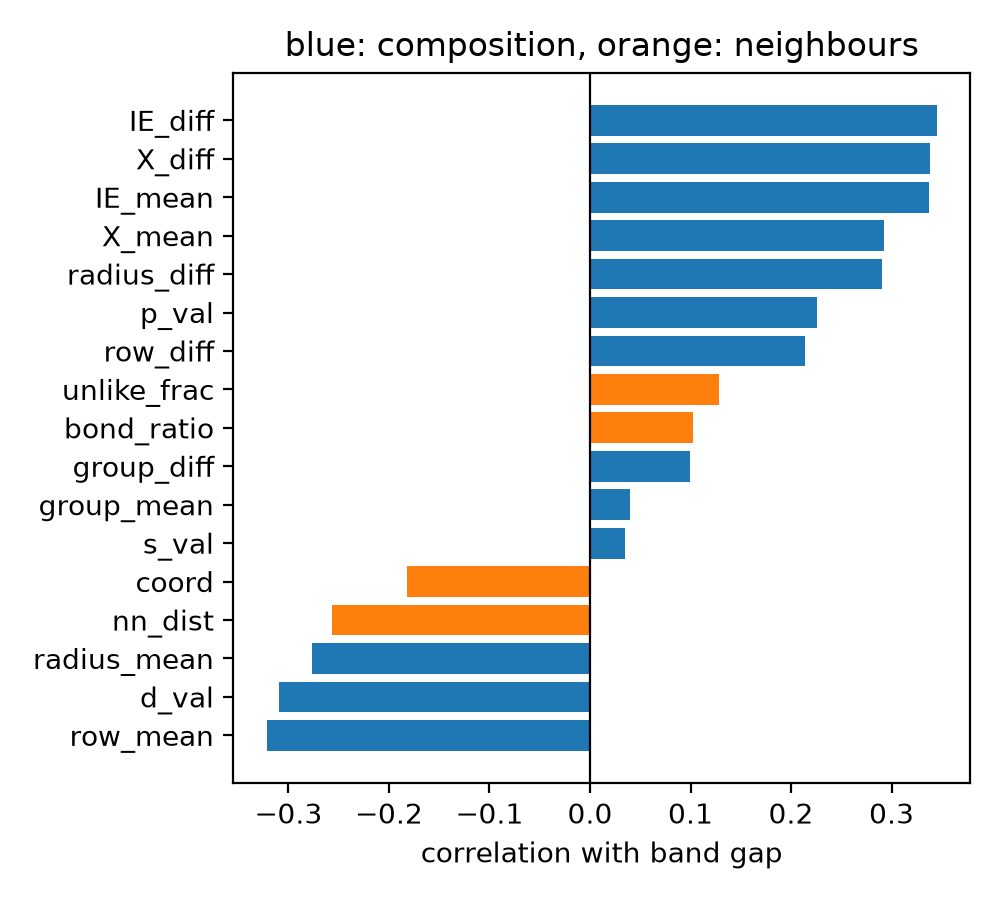 blue: composition, orange: neighbours
IE_diff
X_diff
IE_mean
X_mean
radius_diff
p_val
row_diff
unlike_frac
bond_ratio
group_diff
group_mean
s_val
coord
nn_dist
radius_mean
d_val
row_mean
−0.3 −0.2 −0.1 0.0 0.1 0.2 0.3
correlation with band gap